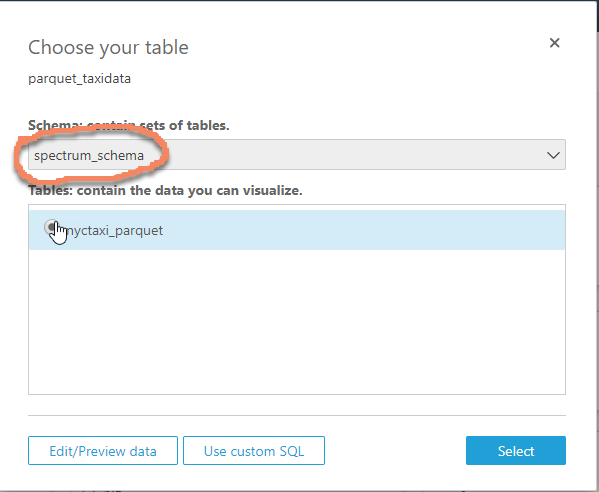 Choose your table
parquet_taxidata
Schema: contain sets of tables.
spectrum_schema
Tables: contain the data you can visualize.
nyctaxi_parquet
Edit/Preview data
Use custom SQL
Select